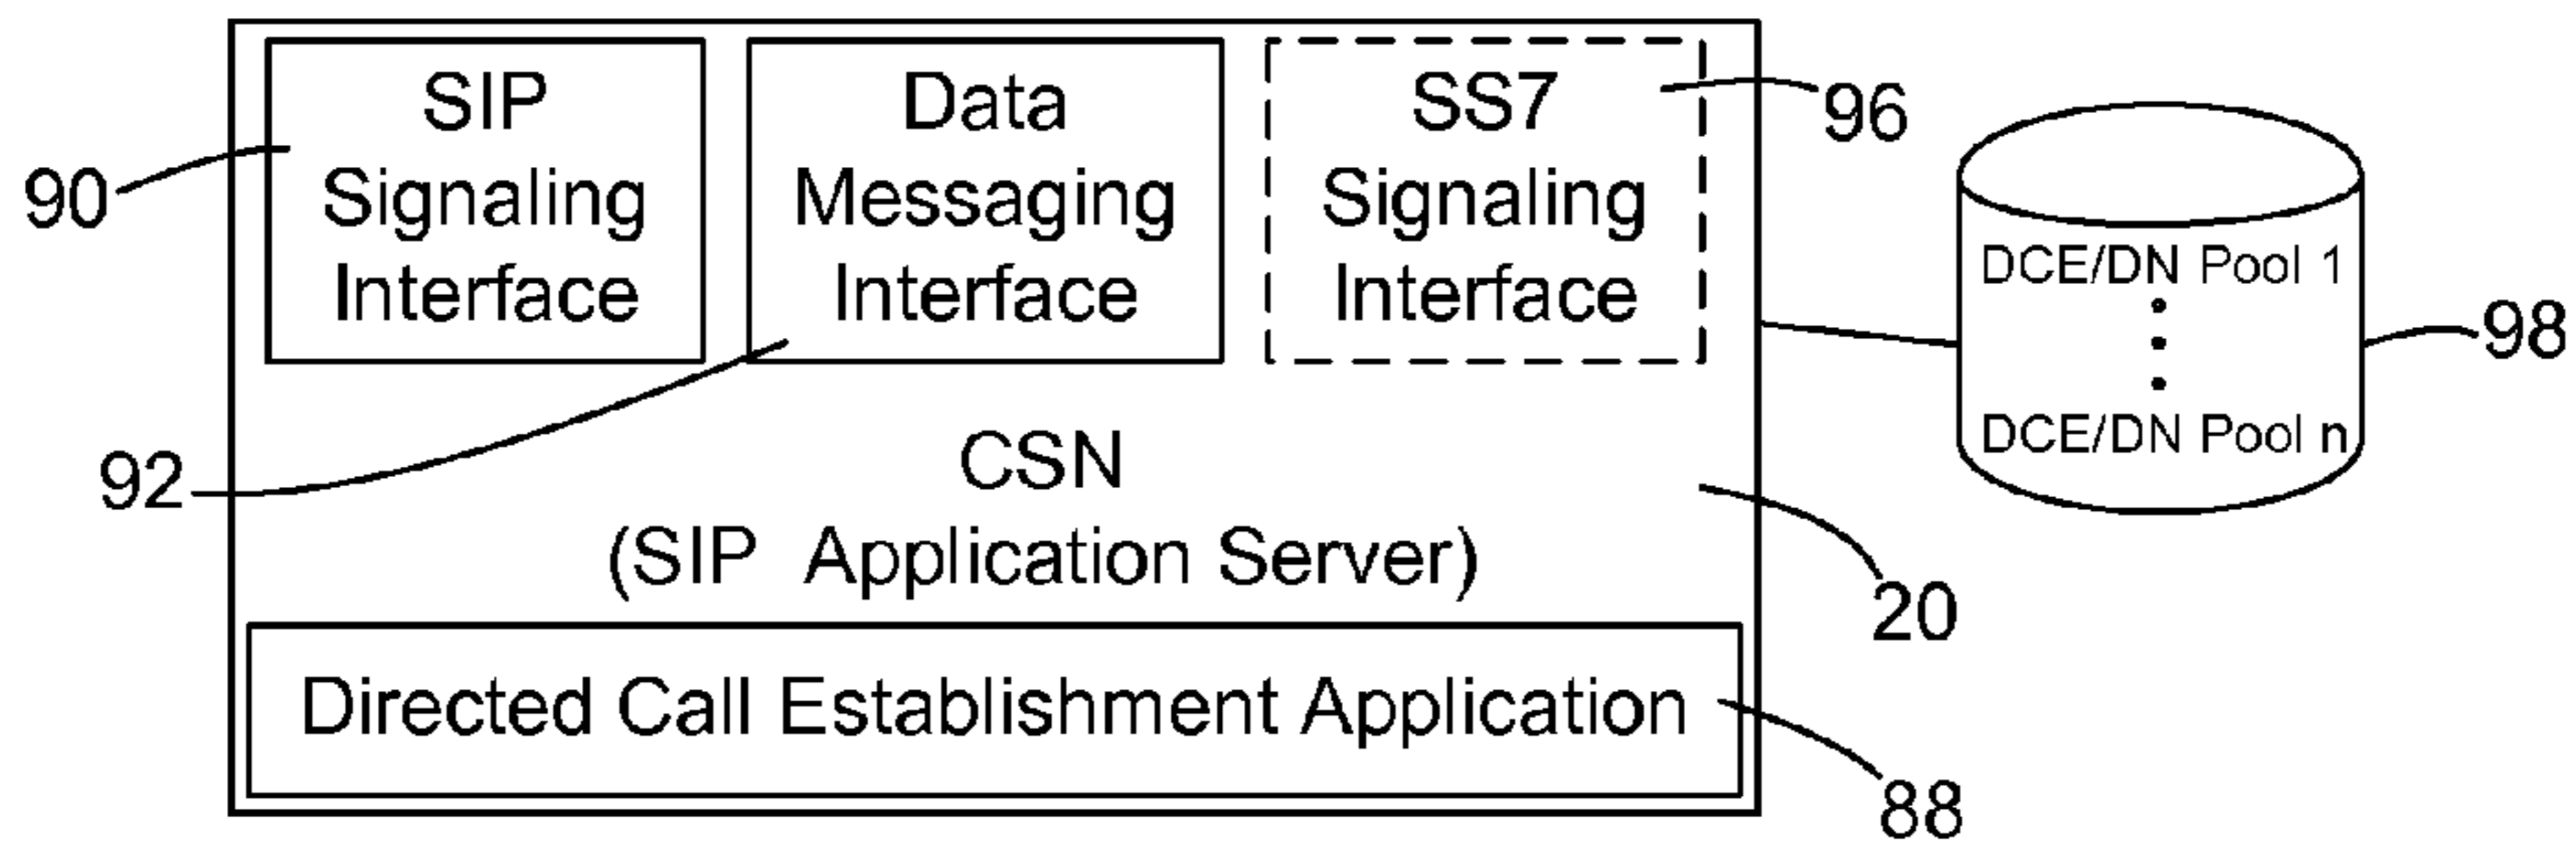 SIP
Signaling
Interface
Data
Messaging
Interface
SS7
Signaling
Interface
96
90
DCE/DN Pool 1
DCE/DN Pool n
98
92
CSN
(SIP Application Server)
20
Directed Call Establishment Application
88